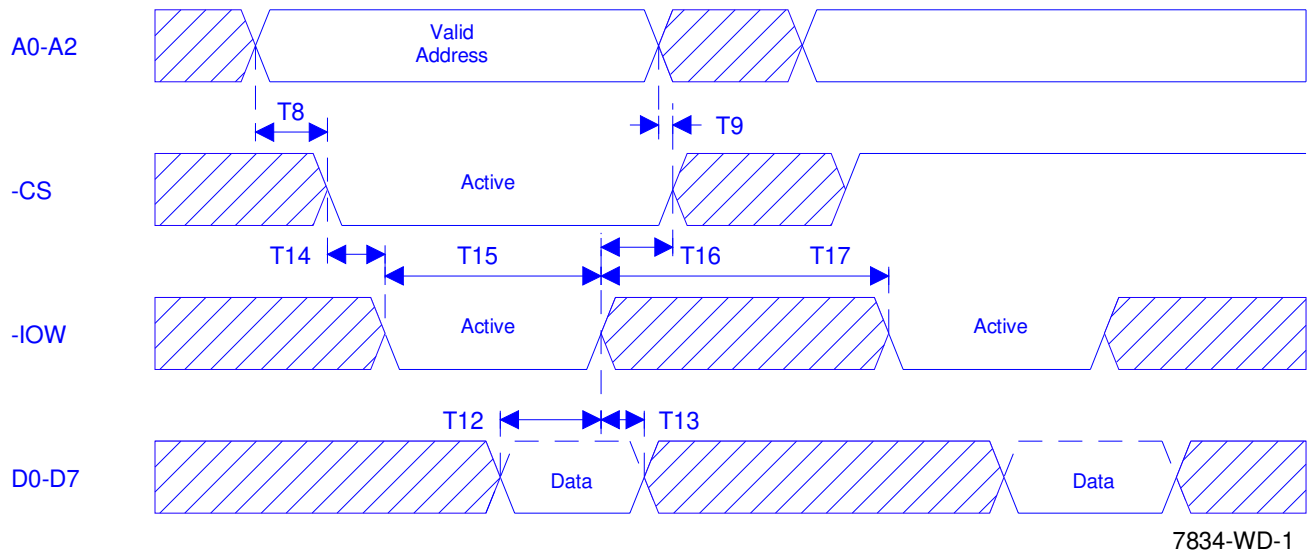 A0-A2
Valid
Address
T8
T9
-CS
Active
T14
T15
T16
T17
-IOW
Active
Active
T12
T13
D0-D7
Data
Data
7834-WD-1